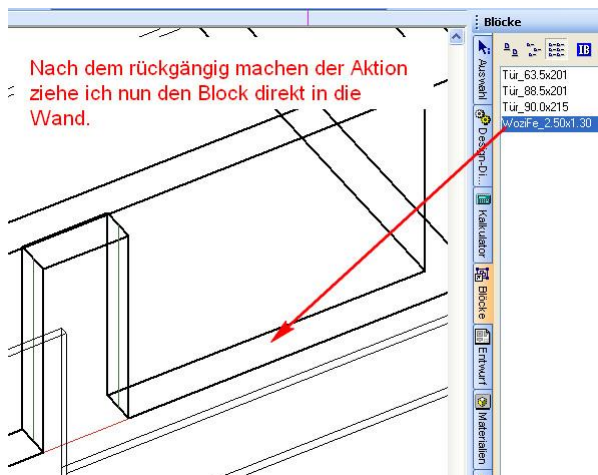 Blöcke
Nach dem rückgängig machen der Aktion
ziehe ich nun den Block direkt in die
Wand.
Auswahl
Design-Di...
Kalkulator
Blöcke
Entwurf
Materialien
IB
Tür_63.5x201
Tür_88.5x201
Tür_90.0x215
WoziFe_2.50x1.30